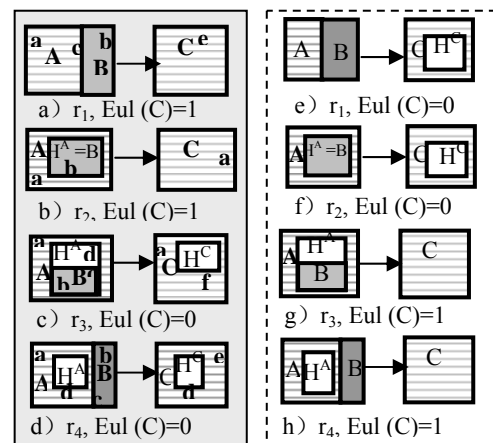 a A c b B C e
a) r1, Eul (C)=1
A H^A =B b a C a
b) r2, Eul (C)=1
a A H^A d b B c a C H^C f
c) r3, Eul (C)=0
a A H^A d b B c C H^C d e
d) r4, Eul (C)=0
A B C H^C
e) r1, Eul (C)=0
A H^A =B C H^C
f) r2, Eul (C)=0
A H^A B C
g) r3, Eul (C)=1
A H^A B C
h) r4, Eul (C)=1